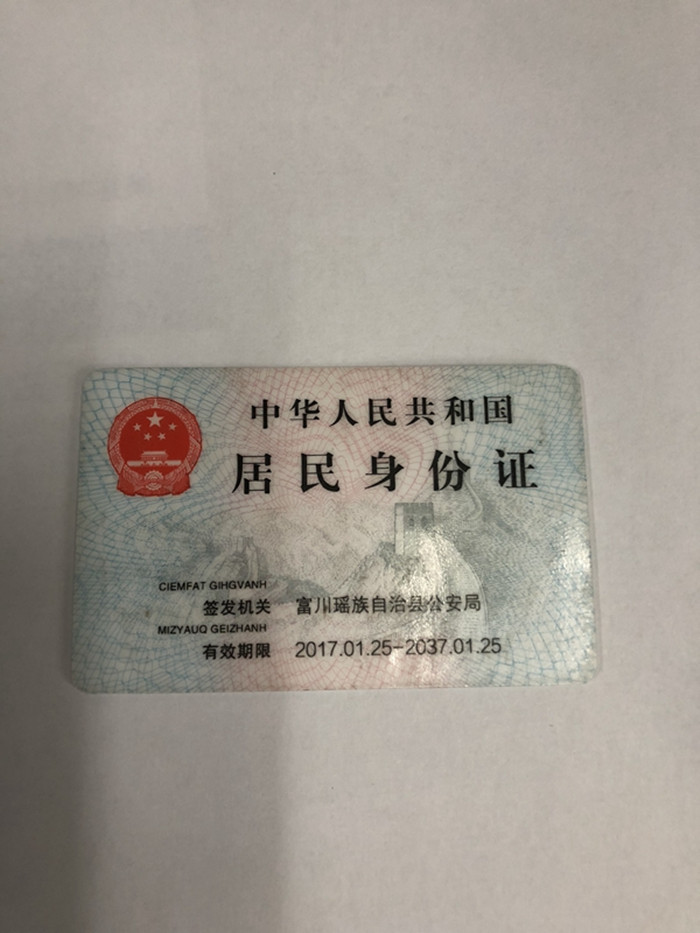 中华人民共和国
居民身份证
CIEMFAT GIHGVANH
签发机关 富川瑶族自治县公安局
MIZYAUQ GEIZHANH
有效期限 2017.01.25-2037.01.25